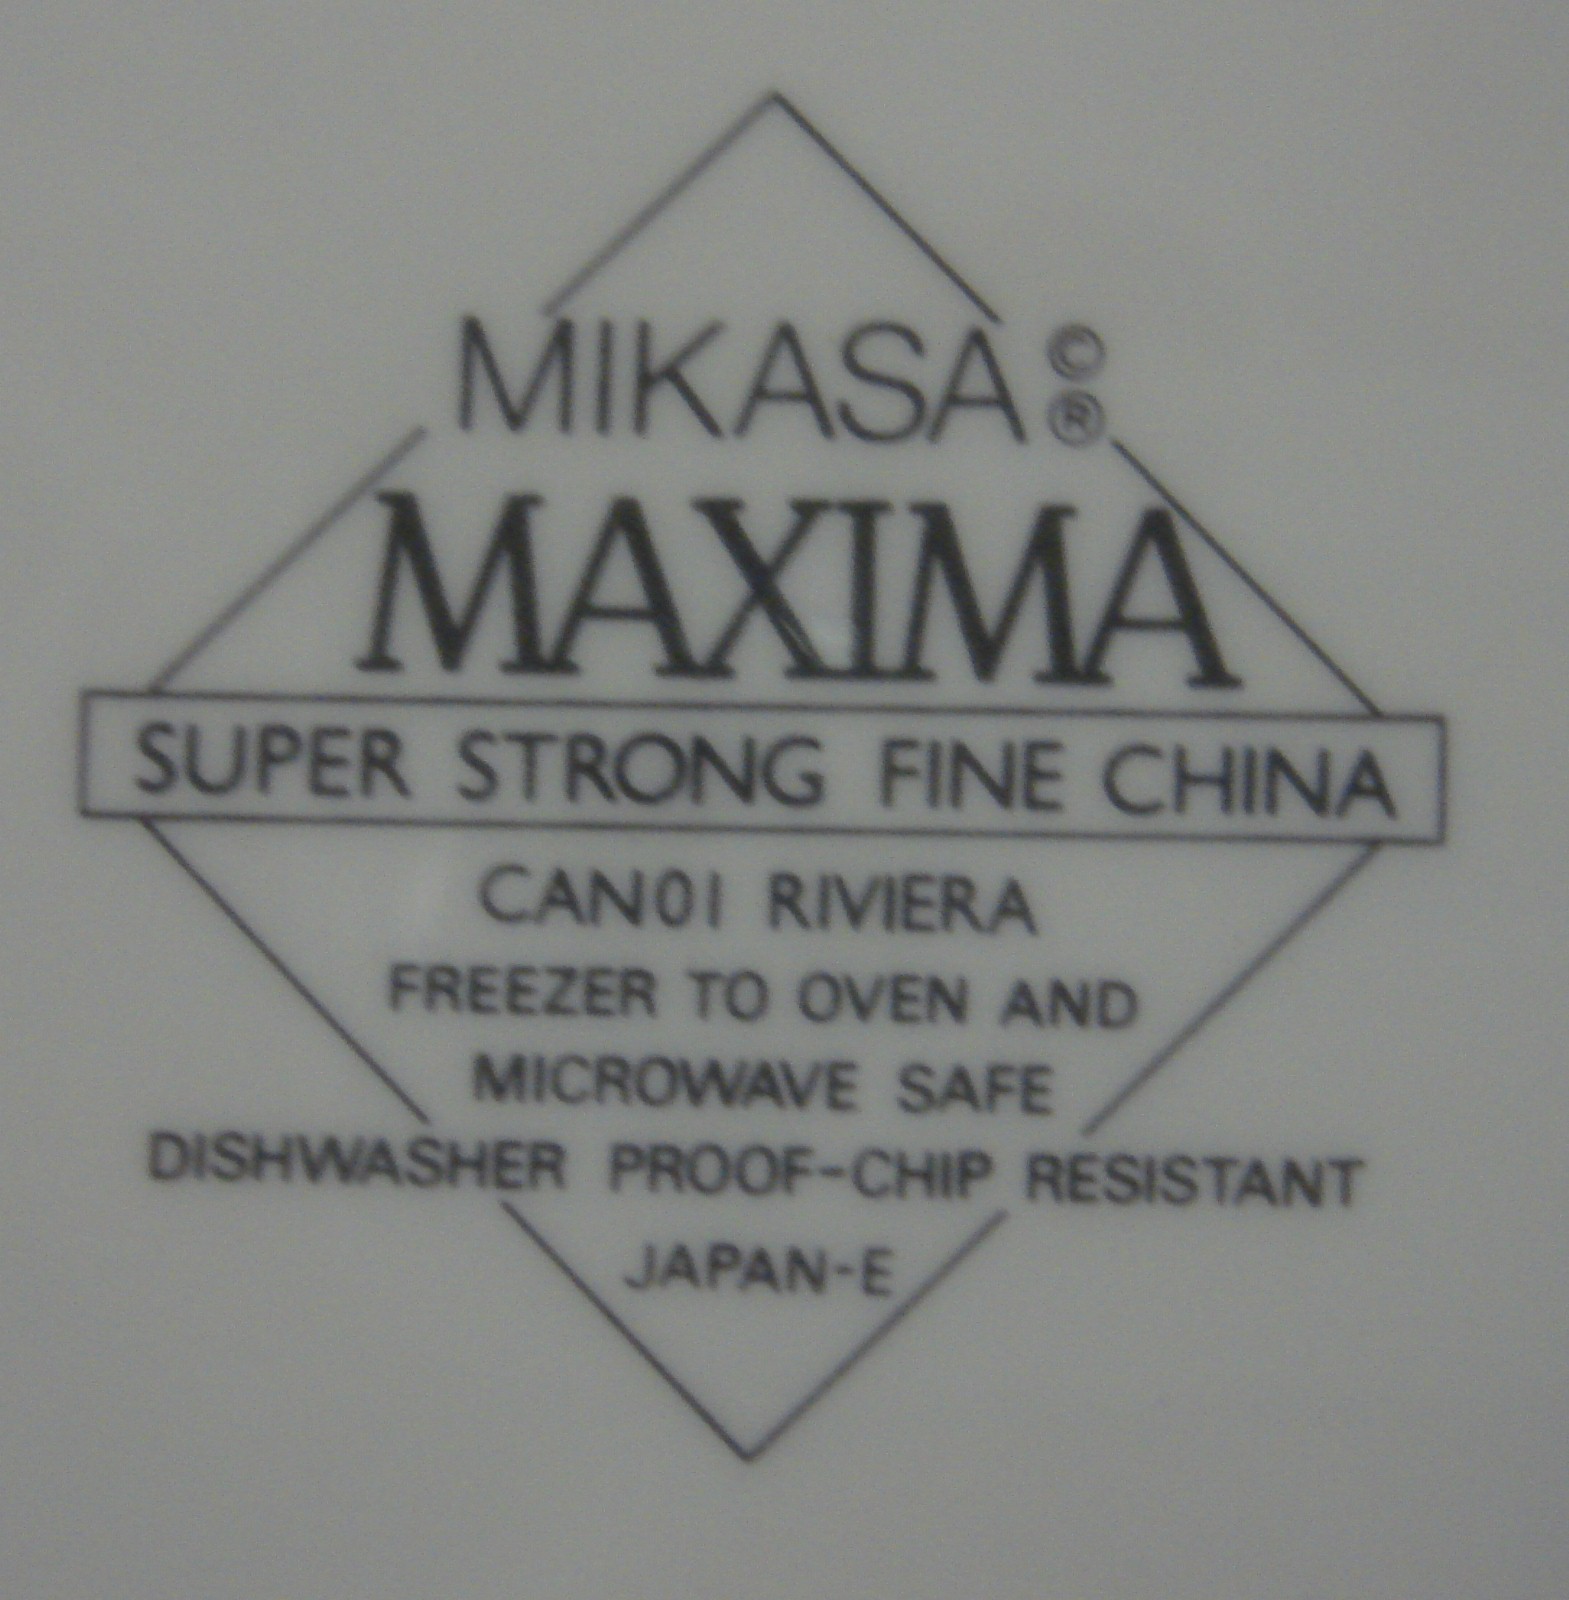 MIKASA ©
®
MAXIMA
SUPER STRONG FINE CHINA
CAN01 RIVIERA
FREEZER TO OVEN AND
MICROWAVE SAFE
DISHWASHER PROOF-CHIP RESISTANT
JAPAN-E